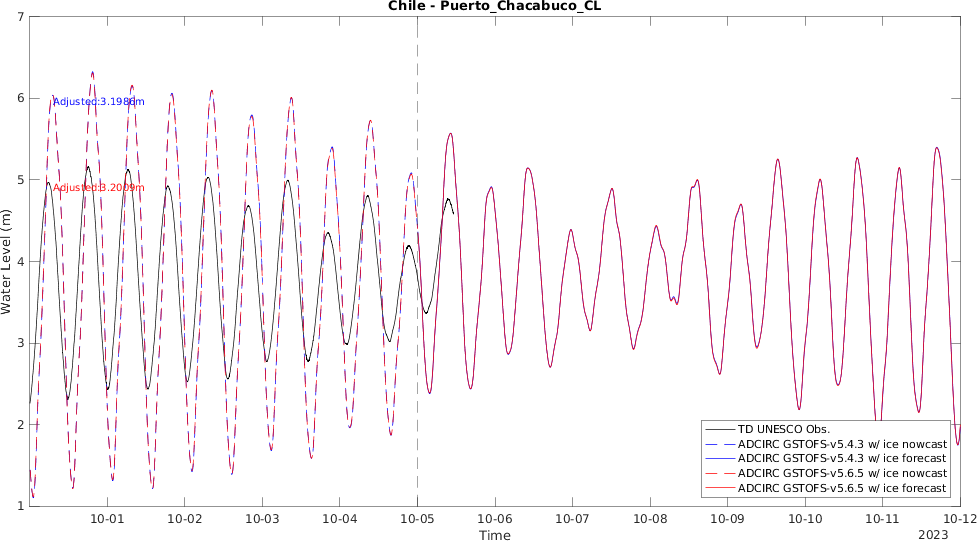 Chile - Puerto_Chacabuco_CL
7
6
5
4
3
2
1
Water Level (m)
Adjusted:3.1986m
Adjusted:3.2009m
TD UNESCO Obs.
ADCIRC GSTOFS-v5.4.3 w/ ice nowcast
ADCIRC GSTOFS-v5.4.3 w/ ice forecast
ADCIRC GSTOFS-v5.6.5 w/ ice nowcast
ADCIRC GSTOFS-v5.6.5 w/ ice forecast
10-01 10-02 10-03 10-04 10-05 10-06 10-07 10-08 10-09 10-10 10-11 10-12
Time
2023